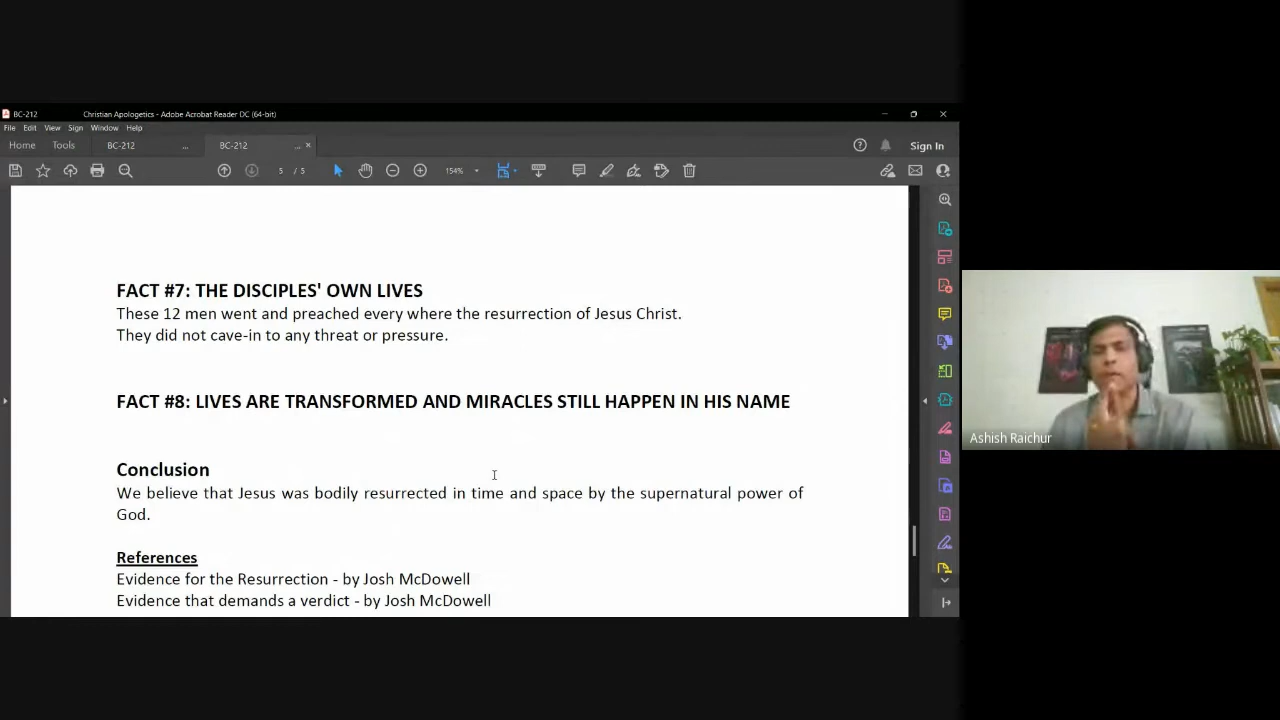 BC-212 Christian Apologetics - Adobe Acrobat Reader DC (64-bit)
File Edit View Sign Window Help
Home Tools BC-212 ... BC-212 ... × Sign In
5 / 5 154%
FACT #7: THE DISCIPLES' OWN LIVES
These 12 men went and preached every where the resurrection of Jesus Christ.
They did not cave-in to any threat or pressure.
FACT #8: LIVES ARE TRANSFORMED AND MIRACLES STILL HAPPEN IN HIS NAME
Conclusion
We believe that Jesus was bodily resurrected in time and space by the supernatural power of
God.
References
Evidence for the Resurrection - by Josh McDowell
Evidence that demands a verdict - by Josh McDowell
Ashish Raichur